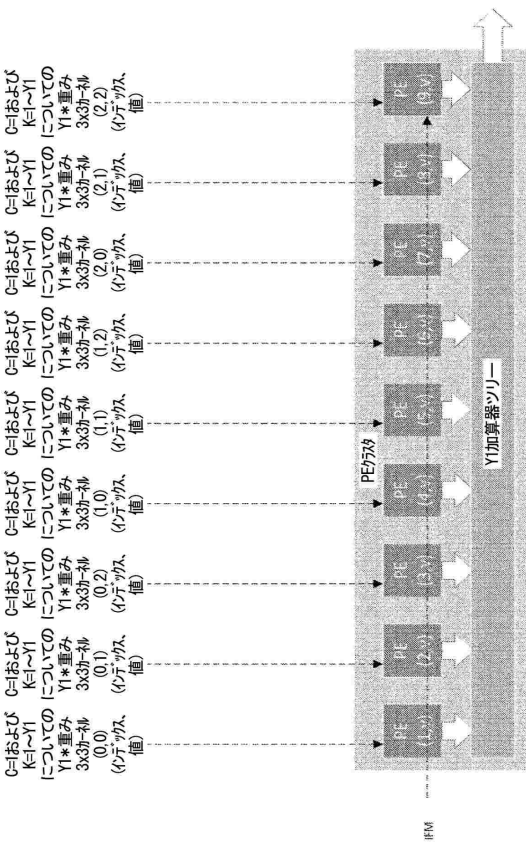 C=1および
K=1~Y1
についての
Y1*重み
3x3カーネル
(0,0)
(インデックス、
値)
C=1および
K=1~Y1
についての
Y1*重み
3x3カーネル
(0,1)
(インデックス、
値)
C=1および
K=1~Y1
についての
Y1*重み
3x3カーネル
(0,2)
(インデックス、
値)
C=1および
K=1~Y1
についての
Y1*重み
3x3カーネル
(1,0)
(インデックス、
値)
C=1および
K=1~Y1
についての
Y1*重み
3x3カーネル
(1,1)
(インデックス、
値)
C=1および
K=1~Y1
についての
Y1*重み
3x3カーネル
(1,2)
(インデックス、
値)
C=1および
K=1~Y1
についての
Y1*重み
3x3カーネル
(2,0)
(インデックス、
値)
C=1および
K=1~Y1
についての
Y1*重み
3x3カーネル
(2,1)
(インデックス、
値)
C=1および
K=1~Y1
についての
Y1*重み
3x3カーネル
(2,2)
(インデックス、
値)
PEクラスタ
IFM
PE
(1,v)
PE
(2,v)
PE
(3,v)
PE
(4,v)
PE
(5,v)
PE
(6,v)
PE
(7,v)
PE
(8,v)
PE
(9,v)
Y1加算器ツリー